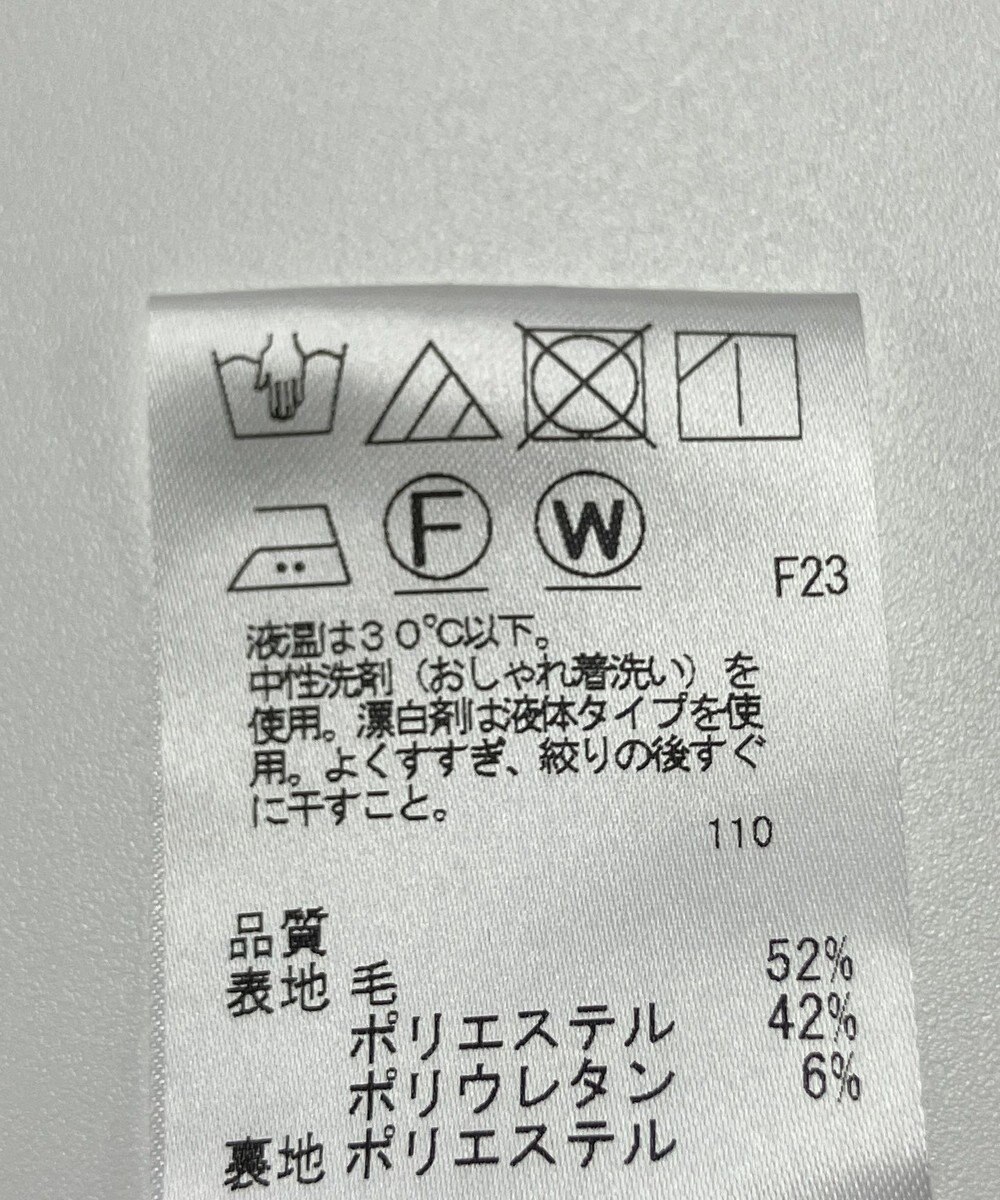 F W F23
液温は30℃以下。
中性洗剤（おしゃれ着洗い）を
使用。漂白剤は液体タイプを使
用。よくすすぎ、絞りの後すぐ
に干すこと。
110
品質
表地 毛 52%
ポリエステル 42%
ポリウレタン 6%
裏地 ポリエステル